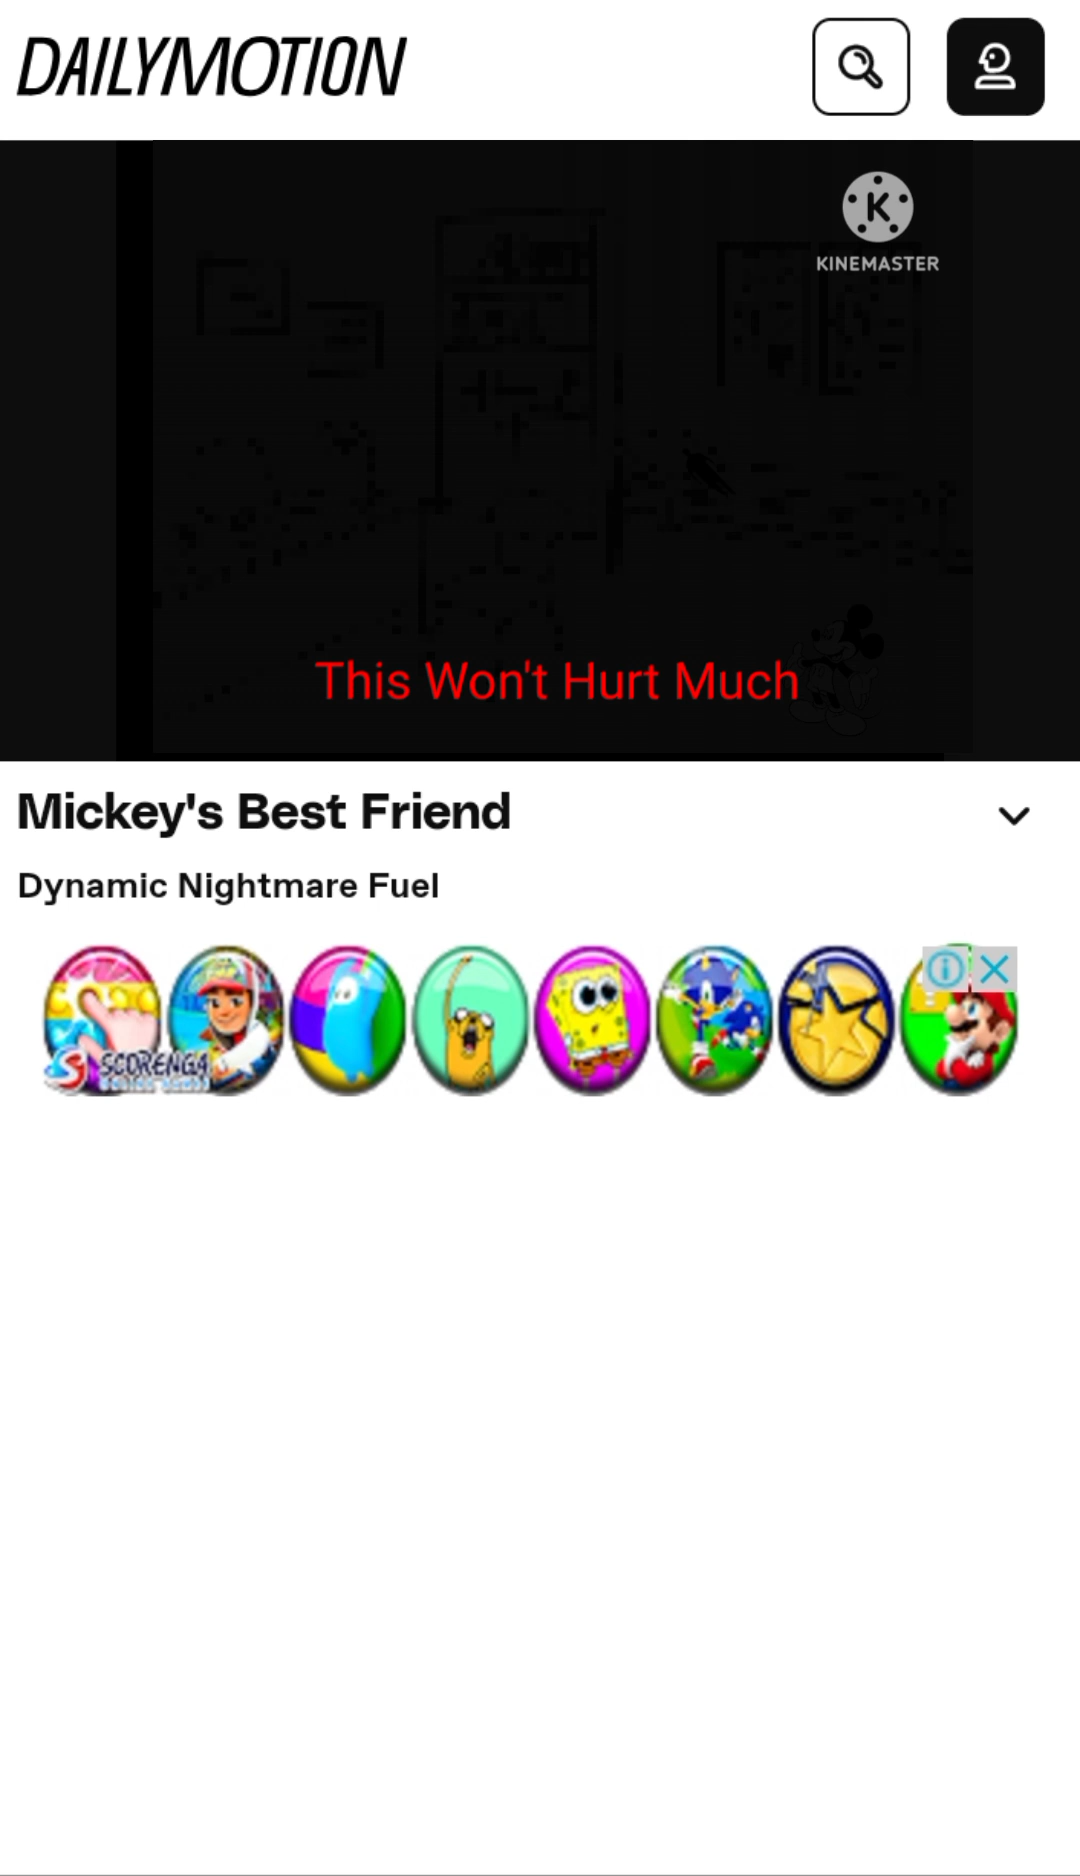 DAILYMOTION
K
KINEMASTER
This Won't Hurt Much
Mickey's Best Friend
Dynamic Nightmare Fuel
SCORENGA